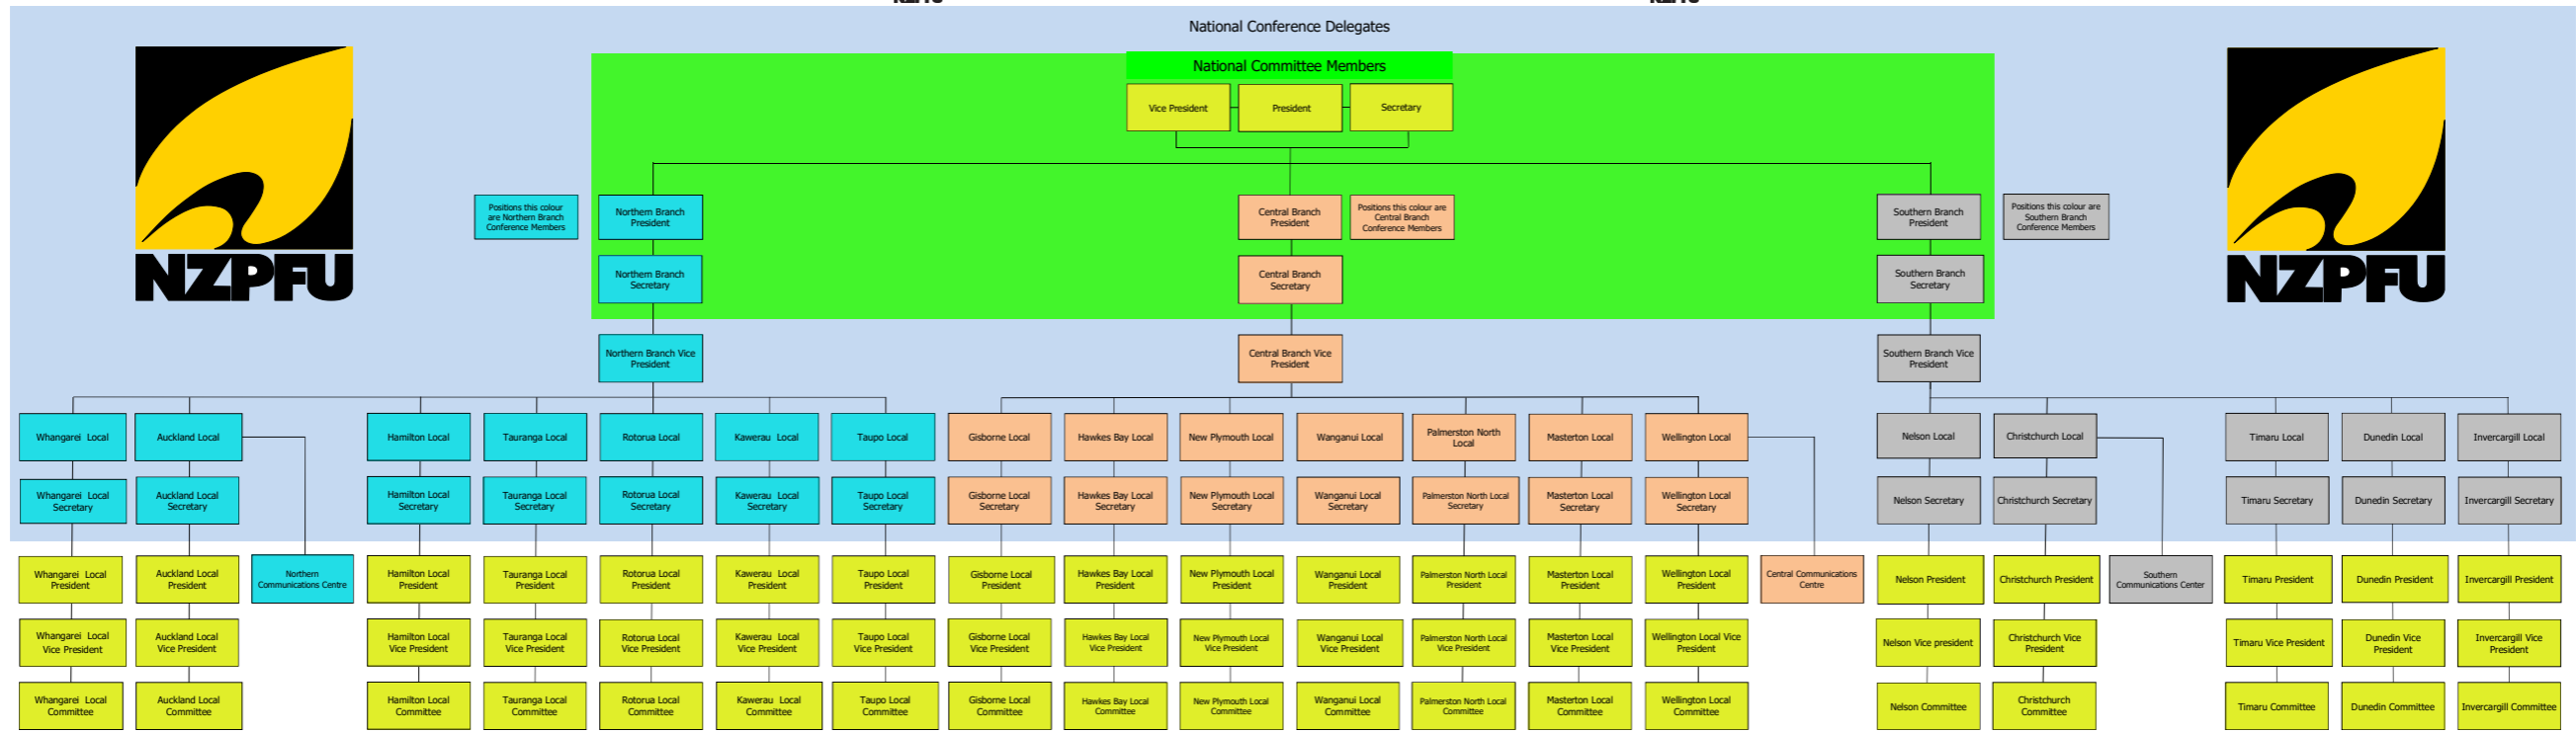 NZPFU
NZPFU
National Conference Delegates
National Committee Members
Vice President
President
Secretary
Positions this colour
are Northern Branch
Conference Members
Northern Branch
President
Central Branch
President
Positions this colour are
Central Branch
Conference Members
Southern Branch
President
Positions this colour are
Southern Branch
Conference Members
NZPFU
Northern Branch
Secretary
Central Branch
Secretary
Southern Branch
Secretary
NZPFU
Northern Branch Vice
President
Central Branch Vice
President
Southern Branch Vice
President
Whangarei Local
Auckland Local
Hamilton Local
Tauranga Local
Rotorua Local
Kawerau Local
Taupo Local
Gisborne Local
Hawkes Bay Local
New Plymouth Local
Wanganui Local
Palmerston North
Local
Masterton Local
Wellington Local
Nelson Local
Christchurch Local
Timaru Local
Dunedin Local
Invercargill Local
Whangarei Local
Secretary
Auckland Local
Secretary
Hamilton Local
Secretary
Tauranga Local
Secretary
Rotorua Local
Secretary
Kawerau Local
Secretary
Taupo Local
Secretary
Gisborne Local
Secretary
Hawkes Bay Local
Secretary
New Plymouth Local
Secretary
Wanganui Local
Secretary
Palmerston North Local
Secretary
Masterton Local
Secretary
Wellington Local
Secretary
Nelson Secretary
Christchurch Secretary
Timaru Secretary
Dunedin Secretary
Invercargill Secretary
Whangarei Local
President
Auckland Local
President
Northern
Communications Centre
Hamilton Local
President
Tauranga Local
President
Rotorua Local
President
Kawerau Local
President
Taupo Local
President
Gisborne Local
President
Hawkes Bay Local
President
New Plymouth Local
President
Wanganui Local
President
Palmerston North Local
President
Masterton Local
President
Wellington Local
President
Central Communications
Centre
Nelson President
Christchurch President
Southern
Communications Center
Timaru President
Dunedin President
Invercargill President
Whangarei Local
Vice President
Auckland Local
Vice President
Hamilton Local
Vice President
Tauranga Local
Vice President
Rotorua Local
Vice President
Kawerau Local
Vice President
Taupo Local
Vice President
Gisborne Local
Vice President
Hawkes Bay Local
Vice President
New Plymouth Local
Vice President
Wanganui Local
Vice President
Palmerston North Local
Vice President
Masterton Local
Vice President
Wellington Local Vice
President
Nelson Vice president
Christchurch Vice
President
Timaru Vice President
Dunedin Vice
President
Invercargill Vice
President
Whangarei Local
Committee
Auckland Local
Committee
Hamilton Local
Committee
Tauranga Local
Committee
Rotorua Local
Committee
Kawerau Local
Committee
Taupo Local
Committee
Gisborne Local
Committee
Hawkes Bay Local
Committee
New Plymouth Local
Committee
Wanganui Local
Committee
Palmerston North Local
Committee
Masterton Local
Committee
Wellington Local
Committee
Nelson Committee
Christchurch
Committee
Timaru Committee
Dunedin Committee
Invercargill Committee